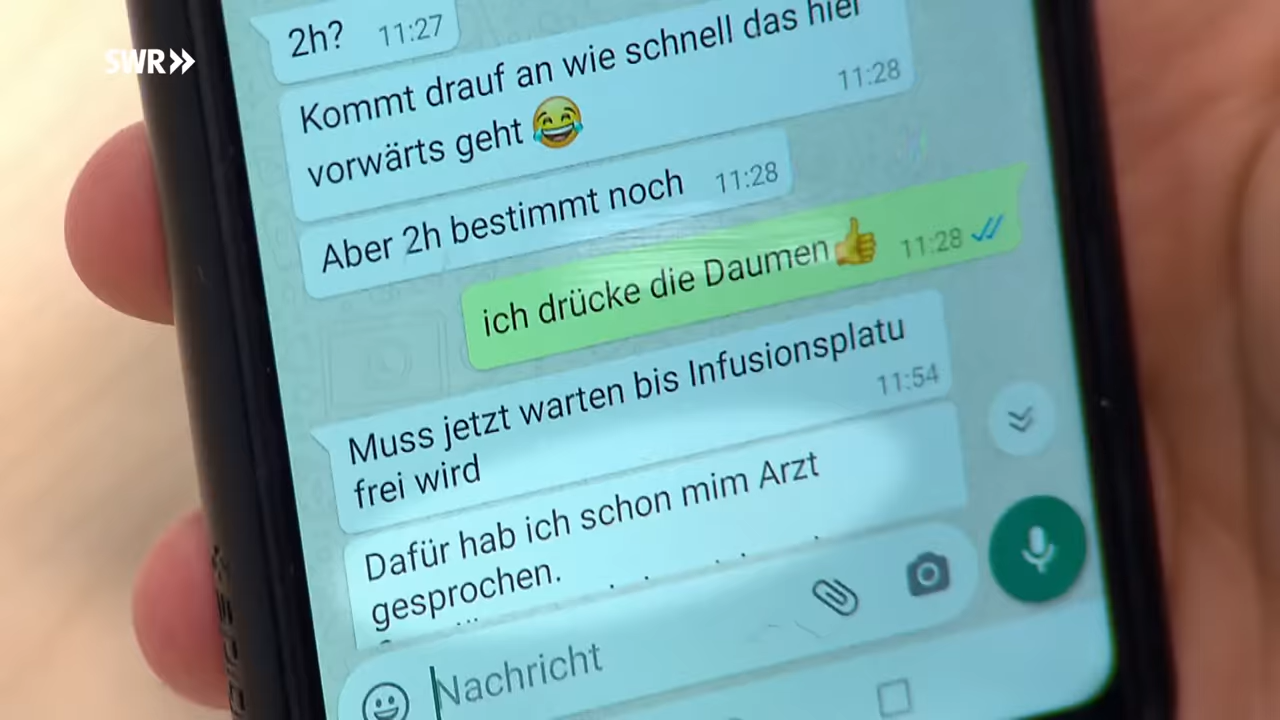 SWR
2h? 11:27
Kommt drauf an wie schnell das hier
vorwärts geht 😂 11:28
Aber 2h bestimmt noch 11:28
ich drücke die Daumen👍 11:28
Muss jetzt warten bis Infusionsplatu
frei wird 11:54
Dafür hab ich schon mim Arzt
gesprochen.
Nachricht